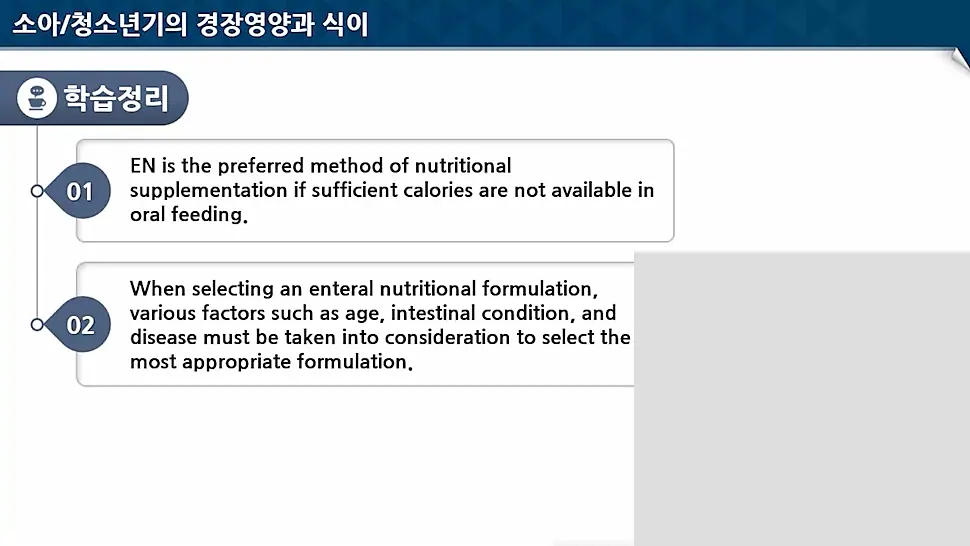 소아/청소년기의 경장영양과 식이
학습정리
01
EN is the preferred method of nutritional
supplementation if sufficient calories are not available in
oral feeding.
02
When selecting an enteral nutritional formulation,
various factors such as age, intestinal condition, and
disease must be taken into consideration to select the
most appropriate formulation.